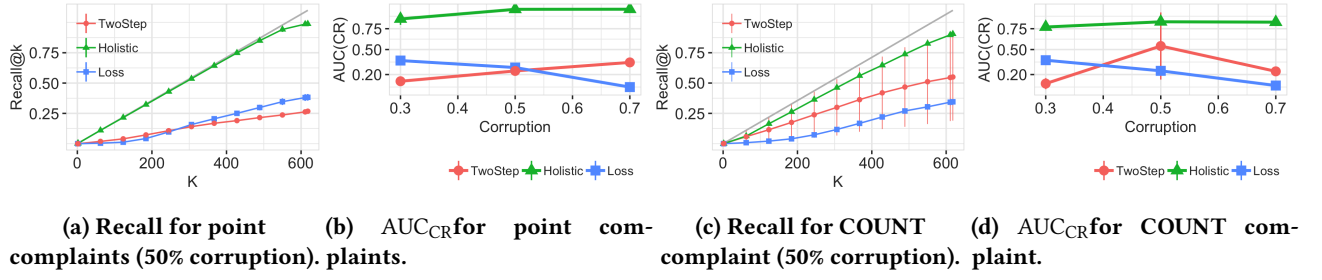 TwoStep
Holistic
Loss
Recall@k
0.75
0.50
0.25
0
200
400
600
K
AUC(CR)
0.75
0.50
0.20
0.3
0.4
0.5
0.6
0.7
Corruption
TwoStep Holistic Loss
TwoStep
Holistic
Loss
Recall@k
0.75
0.50
0.25
0
200
400
600
K
AUC(CR)
0.75
0.50
0.20
0.3
0.4
0.5
0.6
0.7
Corruption
TwoStep Holistic Loss
(a) Recall for point
complaints (50% corruption).
(b) AUCCR for point com-
plaints.
(c) Recall for COUNT
complaint (50% corruption).
(d) AUCCR for COUNT com-
plaint.